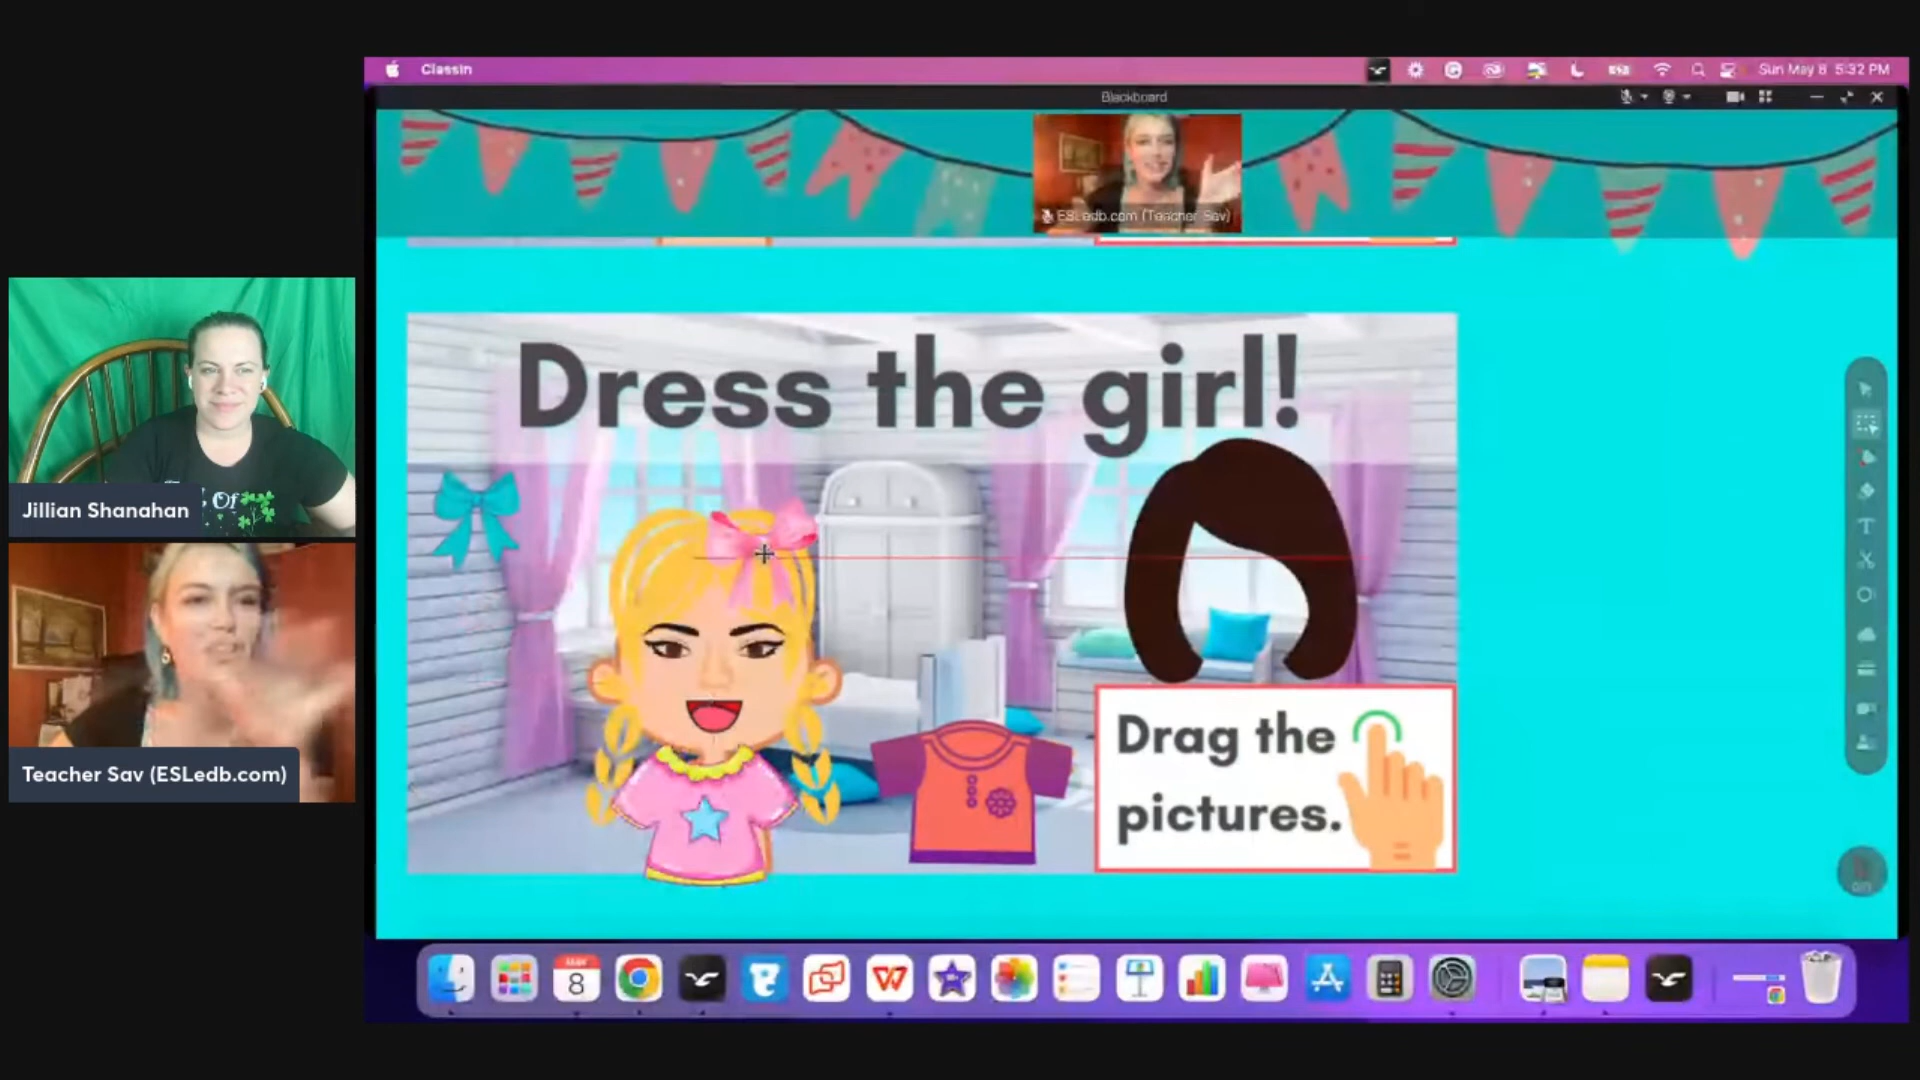 ClassIn
Sun May 8 5:32 PM
Blackboard
ESLedb.com (Teacher Sav)
Dress the girl!
Jillian Shanahan
Of
Drag the
pictures.
Teacher Sav (ESLedb.com)
8